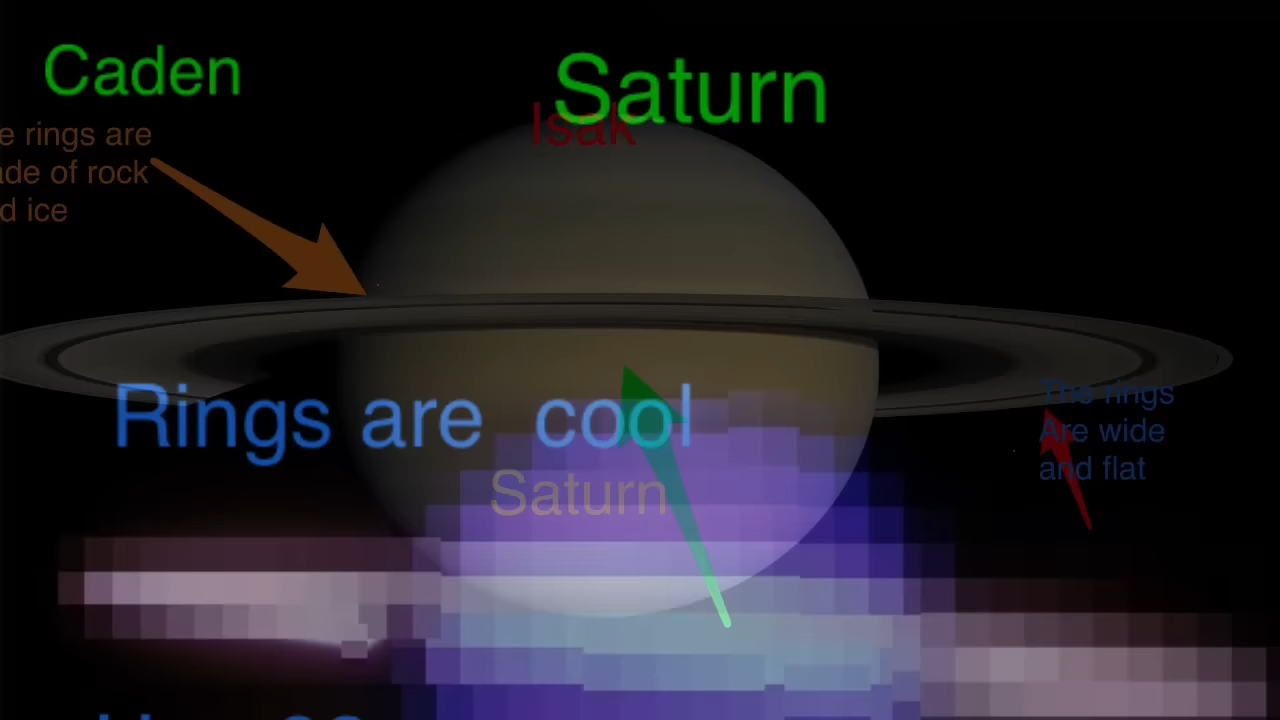 Caden
Saturn
Isak
e rings are
ade of rock
d ice
Rings are cool
The rings
Are wide
and flat
Saturn